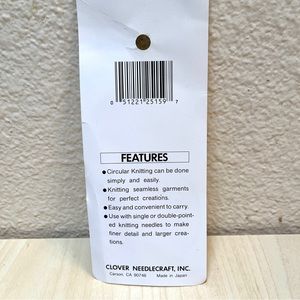 0 51221 25159 7
FEATURES
● Circular Knitting can be done
simply and easily.
● Knitting seamless garments
for perfect creations.
● Easy and convenient to carry.
● Use with single or double-point-
ed knitting needles to make
finer detail and larger crea-
tions.
CLOVER NEEDLECRAFT, INC.
Carson, CA 90746 Made in Japan